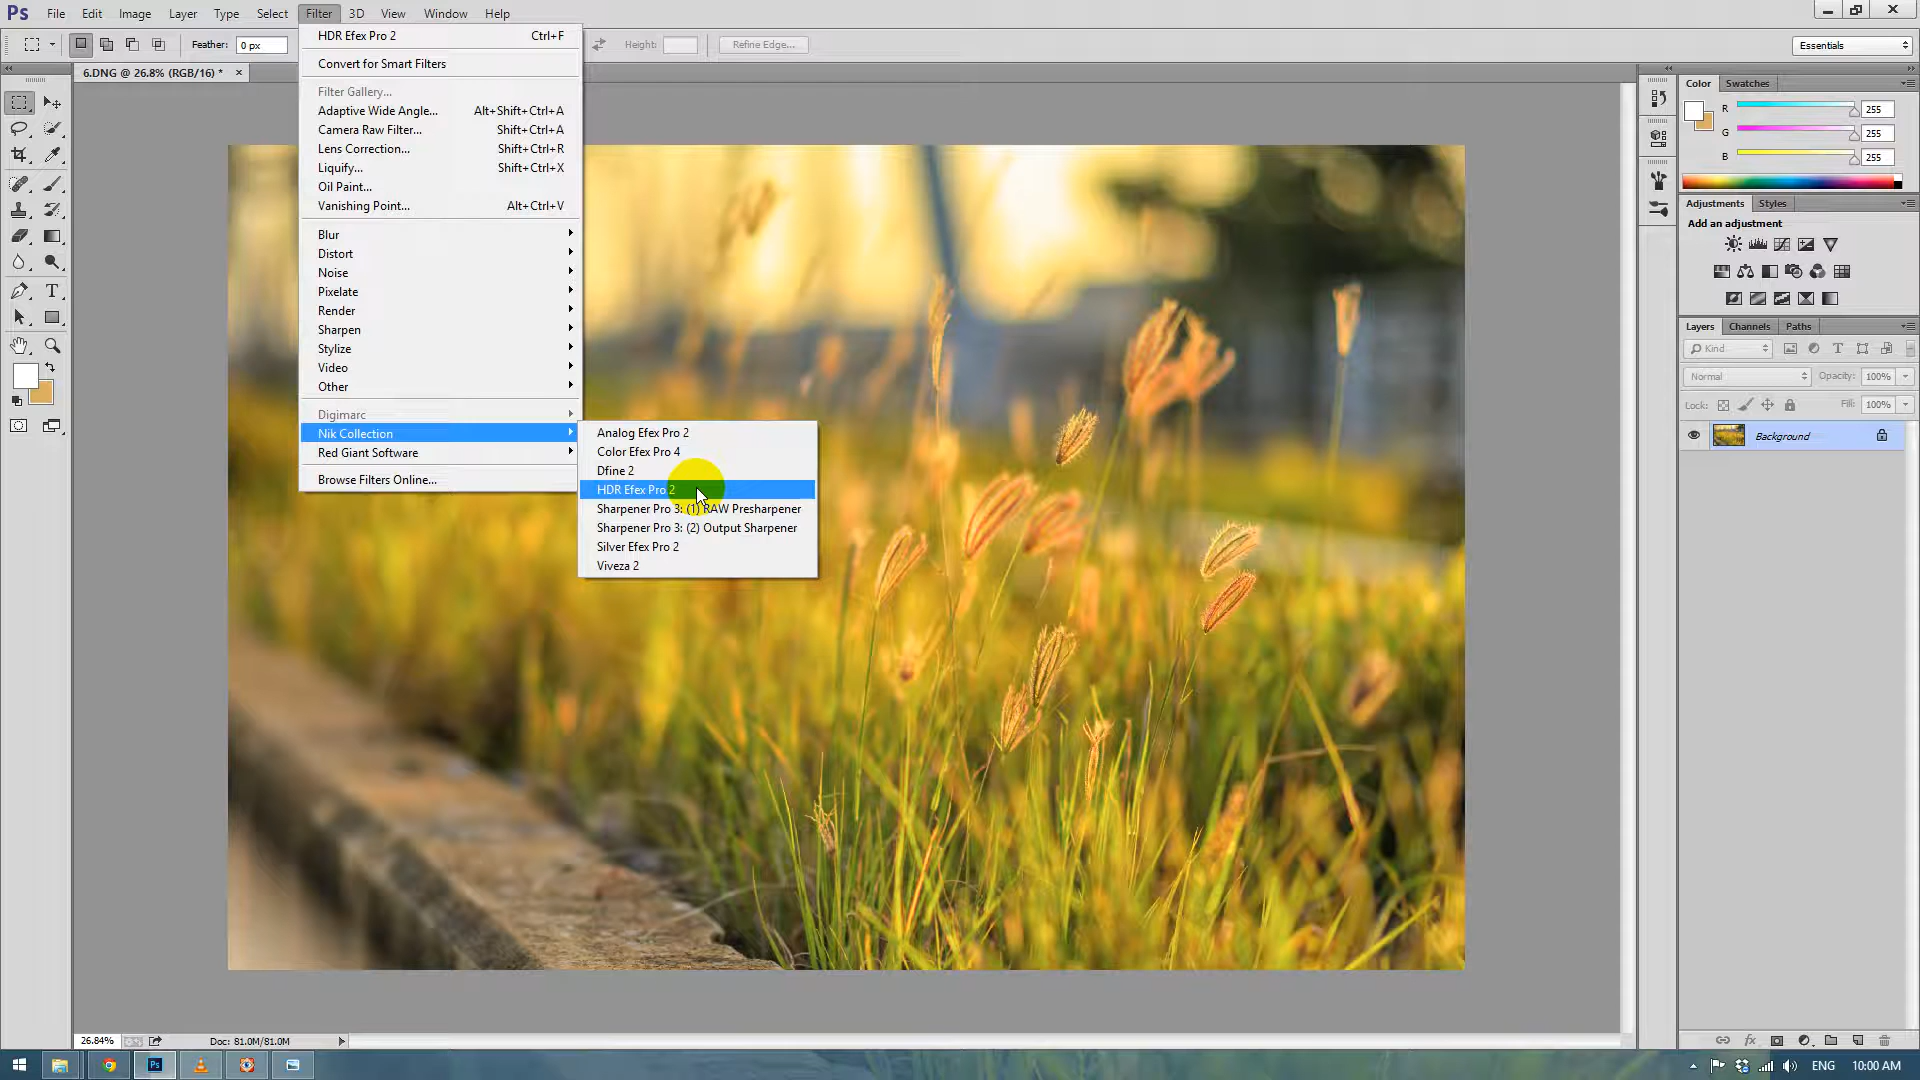 Ps File Edit Image Layer Type Select Filter 3D View Window Help
Feather: 0 px Height: Refine Edge... Essentials
6.DNG @ 26.8% (RGB/16) * ×
HDR Efex Pro 2 Ctrl+F
Convert for Smart Filters
Filter Gallery...
Adaptive Wide Angle... Alt+Shift+Ctrl+A
Camera Raw Filter... Shift+Ctrl+A
Lens Correction... Shift+Ctrl+R
Liquify... Shift+Ctrl+X
Oil Paint...
Vanishing Point... Alt+Ctrl+V
Blur
Distort
Noise
Pixelate
Render
Sharpen
Stylize
Video
Other
Digimarc
Nik Collection
Red Giant Software
Browse Filters Online...
Analog Efex Pro 2
Color Efex Pro 4
Dfine 2
HDR Efex Pro 2
Sharpener Pro 3: (1) RAW Presharpener
Sharpener Pro 3: (2) Output Sharpener
Silver Efex Pro 2
Viveza 2
Color Swatches
R 255
G 255
B 255
Adjustments Styles
Add an adjustment
Layers Channels Paths
Kind
Normal Opacity: 100%
Lock: Fill: 100%
Background
26.84% Doc: 81.0M/81.0M
Ps ENG 10:00 AM